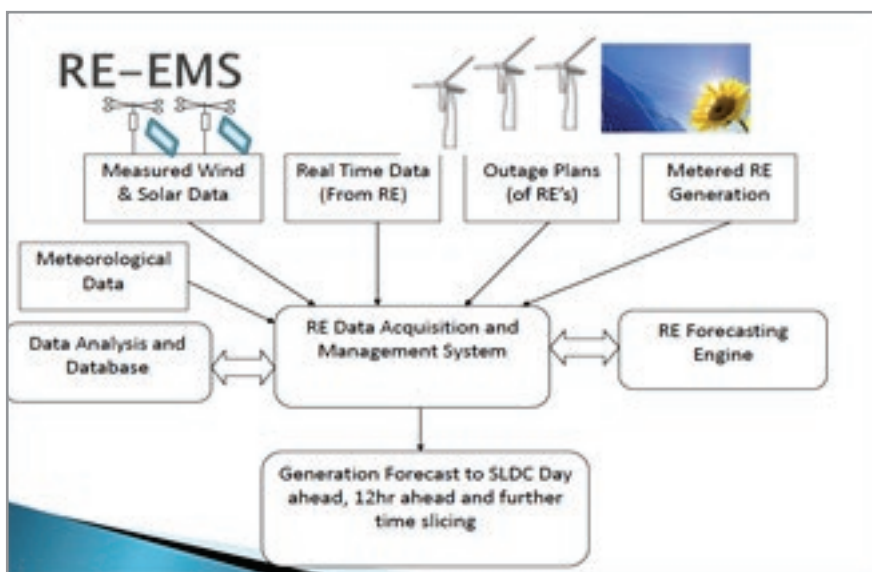 RE-EMS
Measured Wind
& Solar Data
Real Time Data
(From RE)
Outage Plans
(of RE's)
Metered RE
Generation
Meteorological
Data
RE Data Acquisition and
Management System
Data Analysis and
Database
RE Forecasting
Engine
Generation Forecast to SLDC Day
ahead, 12hr ahead and further
time slicing